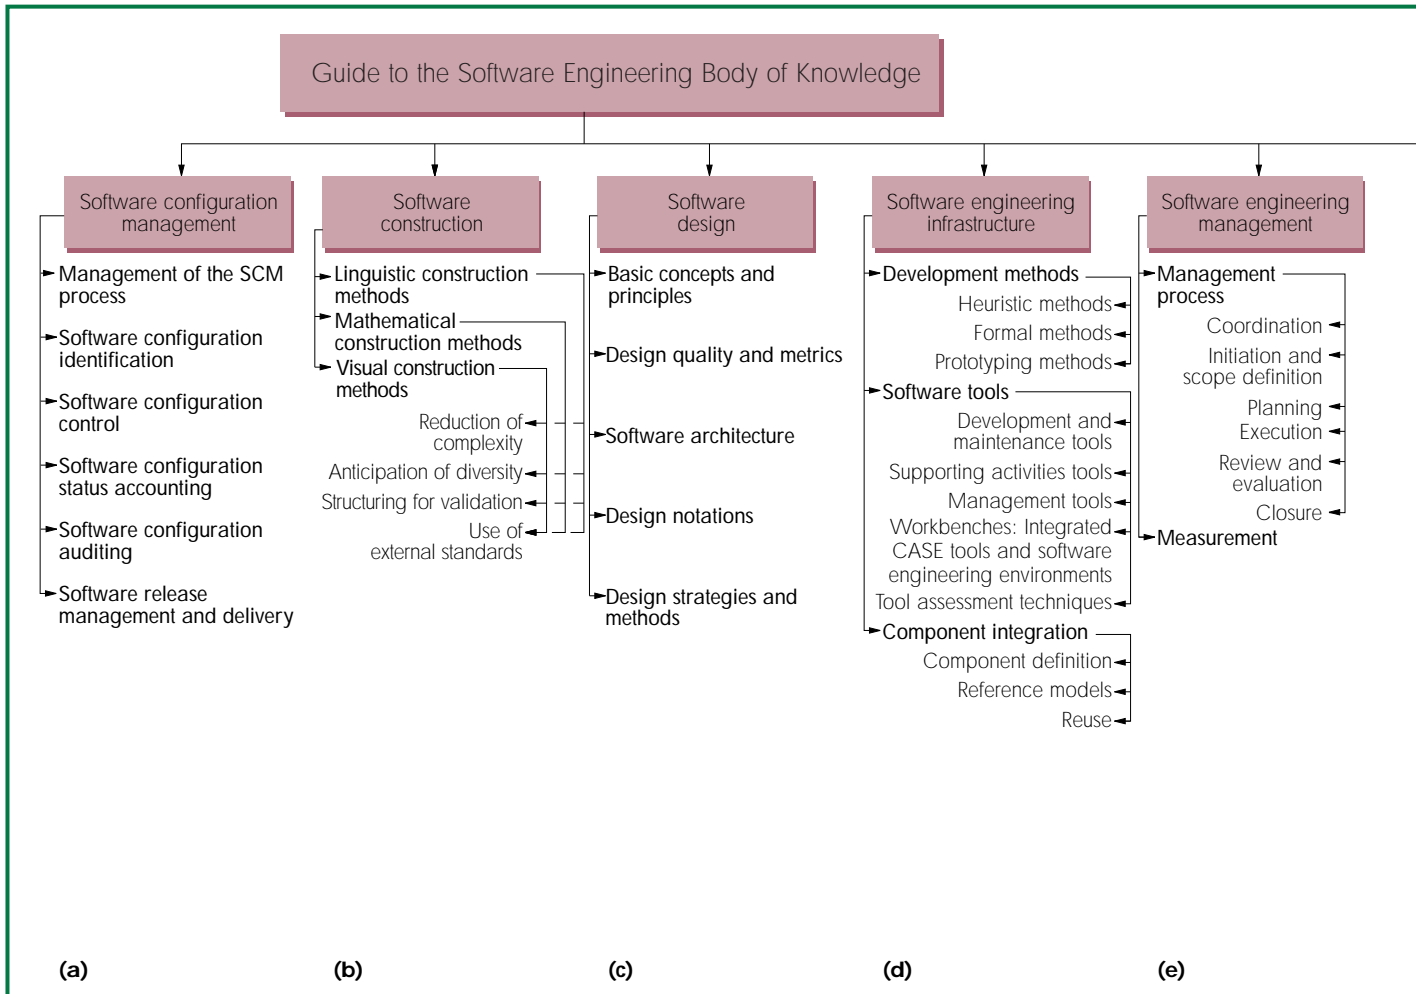 Guide to the Software Engineering Body of Knowledge
Software configuration
management
Management of the SCM
process
Software configuration
identification
Software configuration
control
Software configuration
status accounting
Software configuration
auditing
Software release
management and delivery
(a)
Software
construction
Linguistic construction
methods
Mathematical
construction methods
Visual construction
methods
Reduction of
complexity
Anticipation of diversity
Structuring for validation
Use of
external standards
(b)
Software
design
Basic concepts and
principles
Design quality and metrics
Software architecture
Design notations
Design strategies and
methods
(c)
Software engineering
infrastructure
Development methods
Heuristic methods
Formal methods
Prototyping methods
Software tools
Development and
maintenance tools
Supporting activities tools
Management tools
Workbenches: Integrated
CASE tools and software
engineering environments
Tool assessment techniques
Component integration
Component definition
Reference models
Reuse
(d)
Software engineering
management
Management
process
Coordination
Initiation and
scope definition
Planning
Execution
Review and
evaluation
Closure
Measurement
(e)